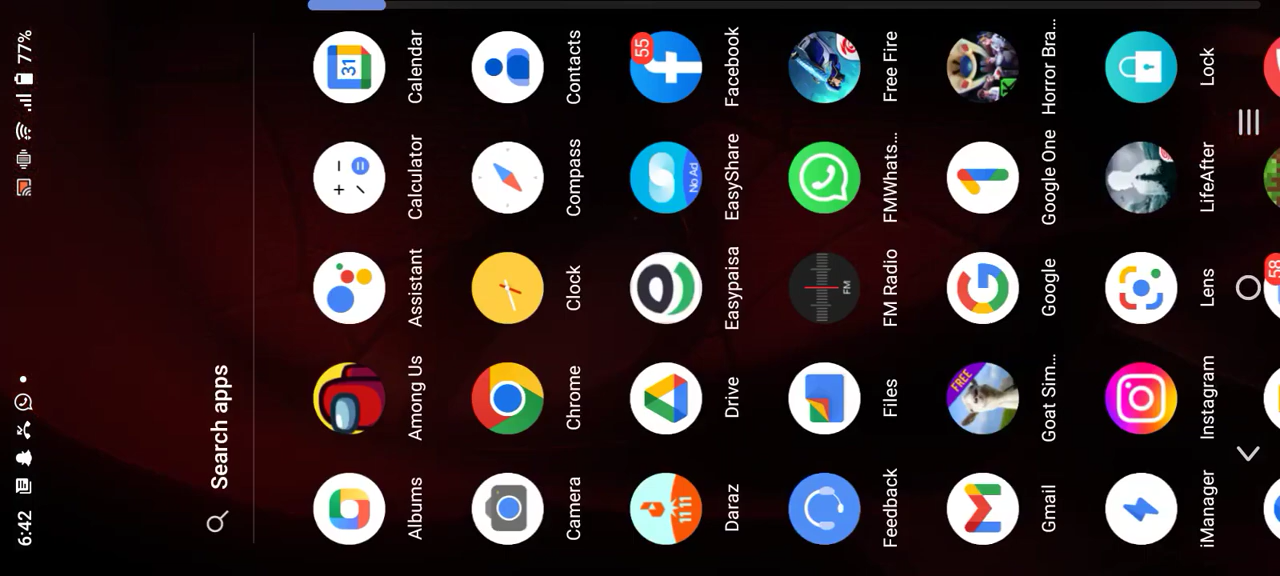 6:42 77%
Search apps
Albums Among Us Assistant Calculator Calendar
31
Camera Chrome Clock Compass Contacts
11 11
No Ad
55
Daraz Drive Easypaisa EasyShare Facebook
FM
Feedback Files FM Radio FMWhats... Free Fire
FREE
Gmail Goat Sim... Google Google One Horror Bra...
iManager Instagram Lens LifeAfter Lock
58